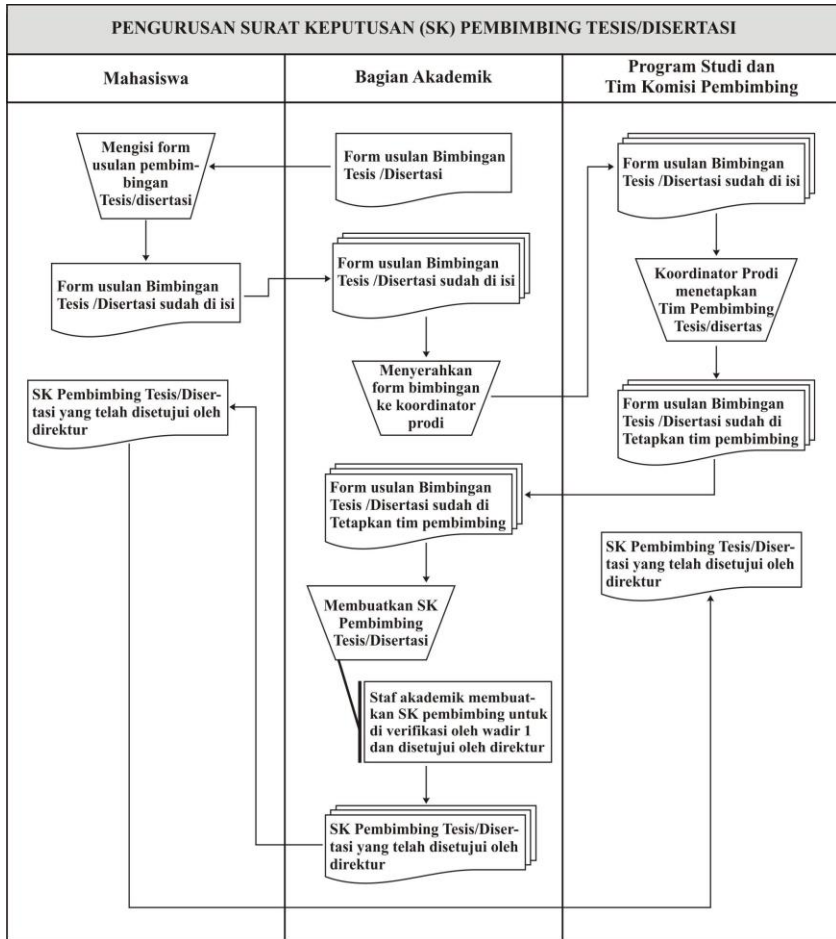 PENGURUSAN SURAT KEPUTUSAN (SK) PEMBIMBING TESIS/DISERTASI
Mahasiswa
Bagian Akademik
Program Studi dan
Tim Komisi Pembimbing
Mengisi form
usulan pembim-
bingan
Tesis/disertasi
Form usulan Bimbingan
Tesis /Disertasi
Form usulan Bimbingan
Tesis /Disertasi sudah di isi
Form usulan Bimbingan
Tesis /Disertasi sudah di isi
Form usulan Bimbingan
Tesis /Disertasi sudah di isi
Koordinator Prodi
menetapkan
Tim Pembimbing
Tesis/disertas
SK Pembimbing Tesis/Diser-
tasi yang telah disetujui oleh
direktur
Menyerahkan
form bimbingan
ke koordinator
prodi
Form usulan Bimbingan
Tesis /Disertasi sudah di
Tetapkan tim pembimbing
Form usulan Bimbingan
Tesis /Disertasi sudah di
Tetapkan tim pembimbing
SK Pembimbing Tesis/Diser-
tasi yang telah disetujui oleh
direktur
Membuatkan SK
Pembimbing
Tesis/Disertasi
Staf akademik membuat-
kan SK pembimbing untuk
di verifikasi oleh wadir 1
dan disetujui oleh direktur
SK Pembimbing Tesis/Diser-
tasi yang telah disetujui oleh
direktur